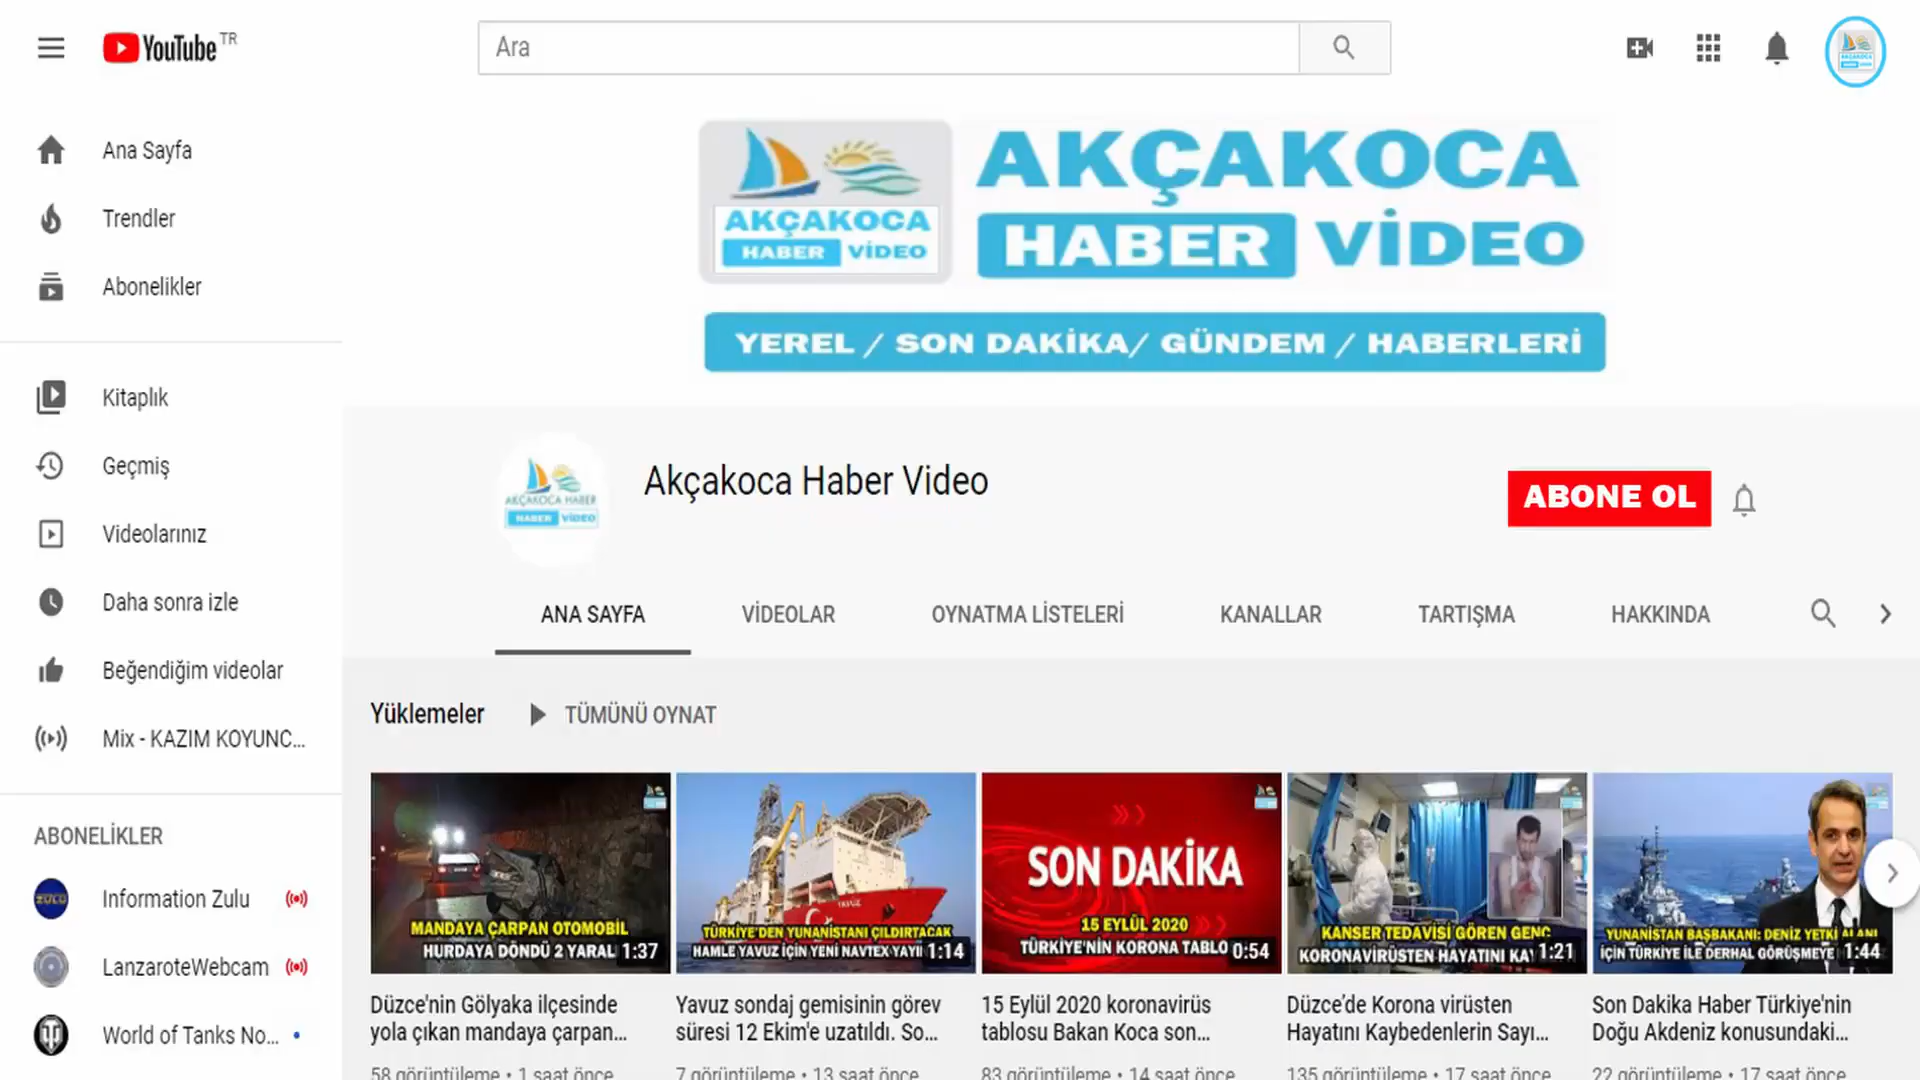 YouTube TR
Ara
Ana Sayfa
Trendler
Abonelikler
Kitaplık
Geçmiş
Videolarınız
Daha sonra izle
Beğendiğim videolar
Mix - KAZIM KOYUNC...
ABONELİKLER
Information Zulu
LanzaroteWebcam
World of Tanks No...
AKÇAKOCA
HABER VİDEO
AKÇAKOCA
HABER VİDEO
YEREL / SON DAKİKA/ GÜNDEM / HABERLERİ
AKÇAKOCA HABER
HABER VİDEO
Akçakoca Haber Video
ABONE OL
ANA SAYFA
VİDEOLAR
OYNATMA LİSTELERİ
KANALLAR
TARTIŞMA
HAKKINDA
Yüklemeler
TÜMÜNÜ OYNAT
MANDAYA ÇARPAN OTOMOBİL
HURDAYA DÖNDÜ 2 YARAL 1:37
Düzce'nin Gölyaka ilçesinde
yola çıkan mandaya çarpan...
58 görüntüleme • 1 saat önce
TÜRKİYE'DEN YUNANİSTANI ÇILDIRTACAK
HAMLE YAVUZ İÇİN YENİ NAVTEX YAYI 1:14
Yavuz sondaj gemisinin görev
süresi 12 Ekim'e uzatıldı. So...
7 görüntüleme • 13 saat önce
SON DAKİKA
15 EYLÜL 2020
TÜRKİYE'NİN KORONA TABLO 0:54
15 Eylül 2020 koronavirüs
tablosu Bakan Koca son...
83 görüntüleme • 14 saat önce
KANSER TEDAVİSİ GÖREN GENÇ
KORONAVİRÜSTEN HAYATINI KAY 1:21
Düzce’de Korona virüsten
Hayatını Kaybedenlerin Sayı...
135 görüntüleme • 17 saat önce
YUNANİSTAN BAŞBAKANI: DENİZ YETKİ ALANI
İÇİN TÜRKİYE İLE DERHAL GÖRÜŞMEYE 1:44
Son Dakika Haber Türkiye'nin
Doğu Akdeniz konusundaki...
22 görüntüleme • 17 saat önce